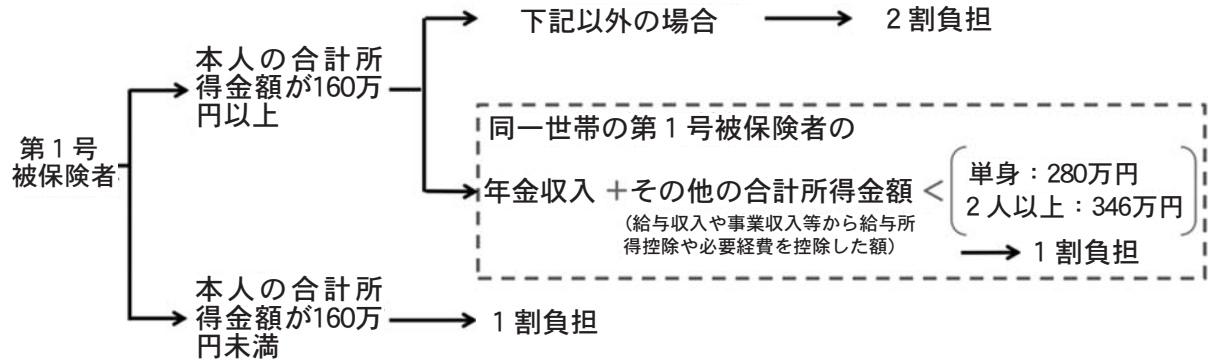 第1号
被保険者
本人の合計所
得金額が160万
円以上
下記以外の場合
2割負担
同一世帯の第1号被保険者の
年金収入 +その他の合計所得金額 <
(給与収入や事業収入等から給与所
得控除や必要経費を控除した額)
単身:280万円
2人以上:346万円
1割負担
本人の合計所
得金額が160万
円未満
1割負担